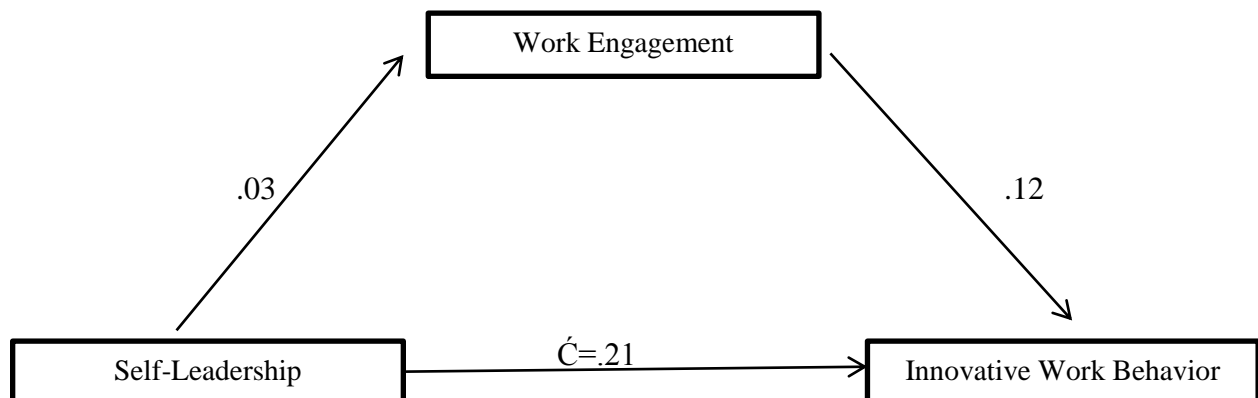 Work Engagement
.03
.12
Ć=.21
Self-Leadership
Innovative Work Behavior